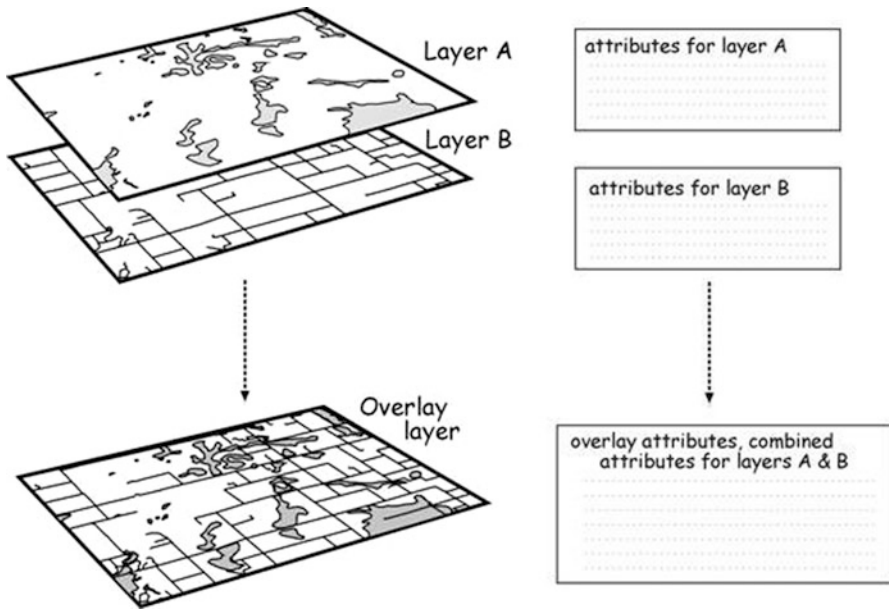 Layer A
attributes for layer A
Layer B
attributes for layer B
Overlay
layer
overlay attributes, combined
attributes for layers A & B